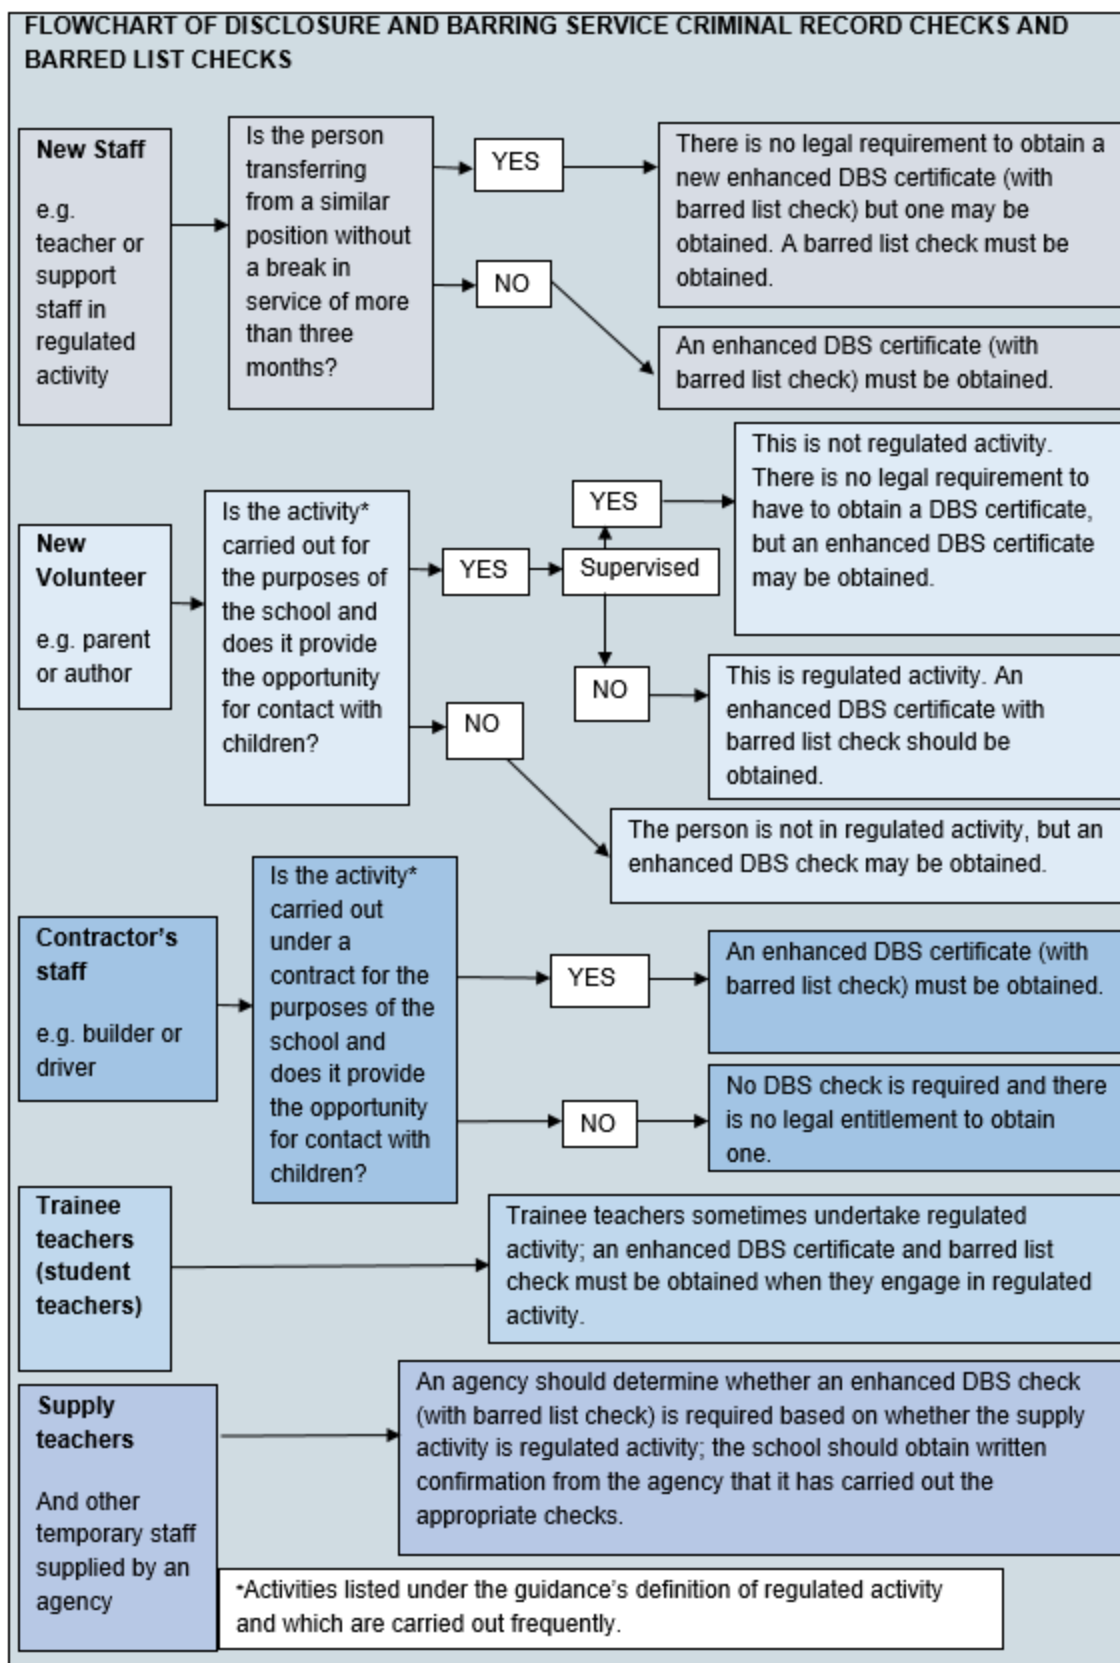 FLOWCHART OF DISCLOSURE AND BARRING SERVICE CRIMINAL RECORD CHECKS AND
BARRED LIST CHECKS
New Staff
e.g.
teacher or
support
staff in
regulated
activity
Is the person
transferring
from a similar
position without
a break in
service of more
than three
months?
YES
There is no legal requirement to obtain a
new enhanced DBS certificate (with
barred list check) but one may be
obtained. A barred list check must be
obtained.
NO
An enhanced DBS certificate (with
barred list check) must be obtained.
New
Volunteer
e.g. parent
or author
Is the activity*
carried out for
the purposes of
the school and
does it provide
the opportunity
for contact with
children?
YES
Supervised
YES
This is not regulated activity.
There is no legal requirement to
have to obtain a DBS certificate,
but an enhanced DBS certificate
may be obtained.
NO
This is regulated activity. An
enhanced DBS certificate with
barred list check should be
obtained.
NO
The person is not in regulated activity, but an
enhanced DBS check may be obtained.
Contractor's
staff
e.g. builder or
driver
Is the activity*
carried out
under a
contract for the
purposes of the
school and
does it provide
the opportunity
for contact with
children?
YES
An enhanced DBS certificate (with
barred list check) must be obtained.
NO
No DBS check is required and there
is no legal entitlement to obtain
one.
Trainee
teachers
(student
teachers)
Trainee teachers sometimes undertake regulated
activity; an enhanced DBS certificate and barred list
check must be obtained when they engage in regulated
activity.
Supply
teachers
And other
temporary staff
supplied by an
agency
An agency should determine whether an enhanced DBS check
(with barred list check) is required based on whether the supply
activity is regulated activity; the school should obtain written
confirmation from the agency that it has carried out the
appropriate checks.
*Activities listed under the guidance's definition of regulated activity
and which are carried out frequently.